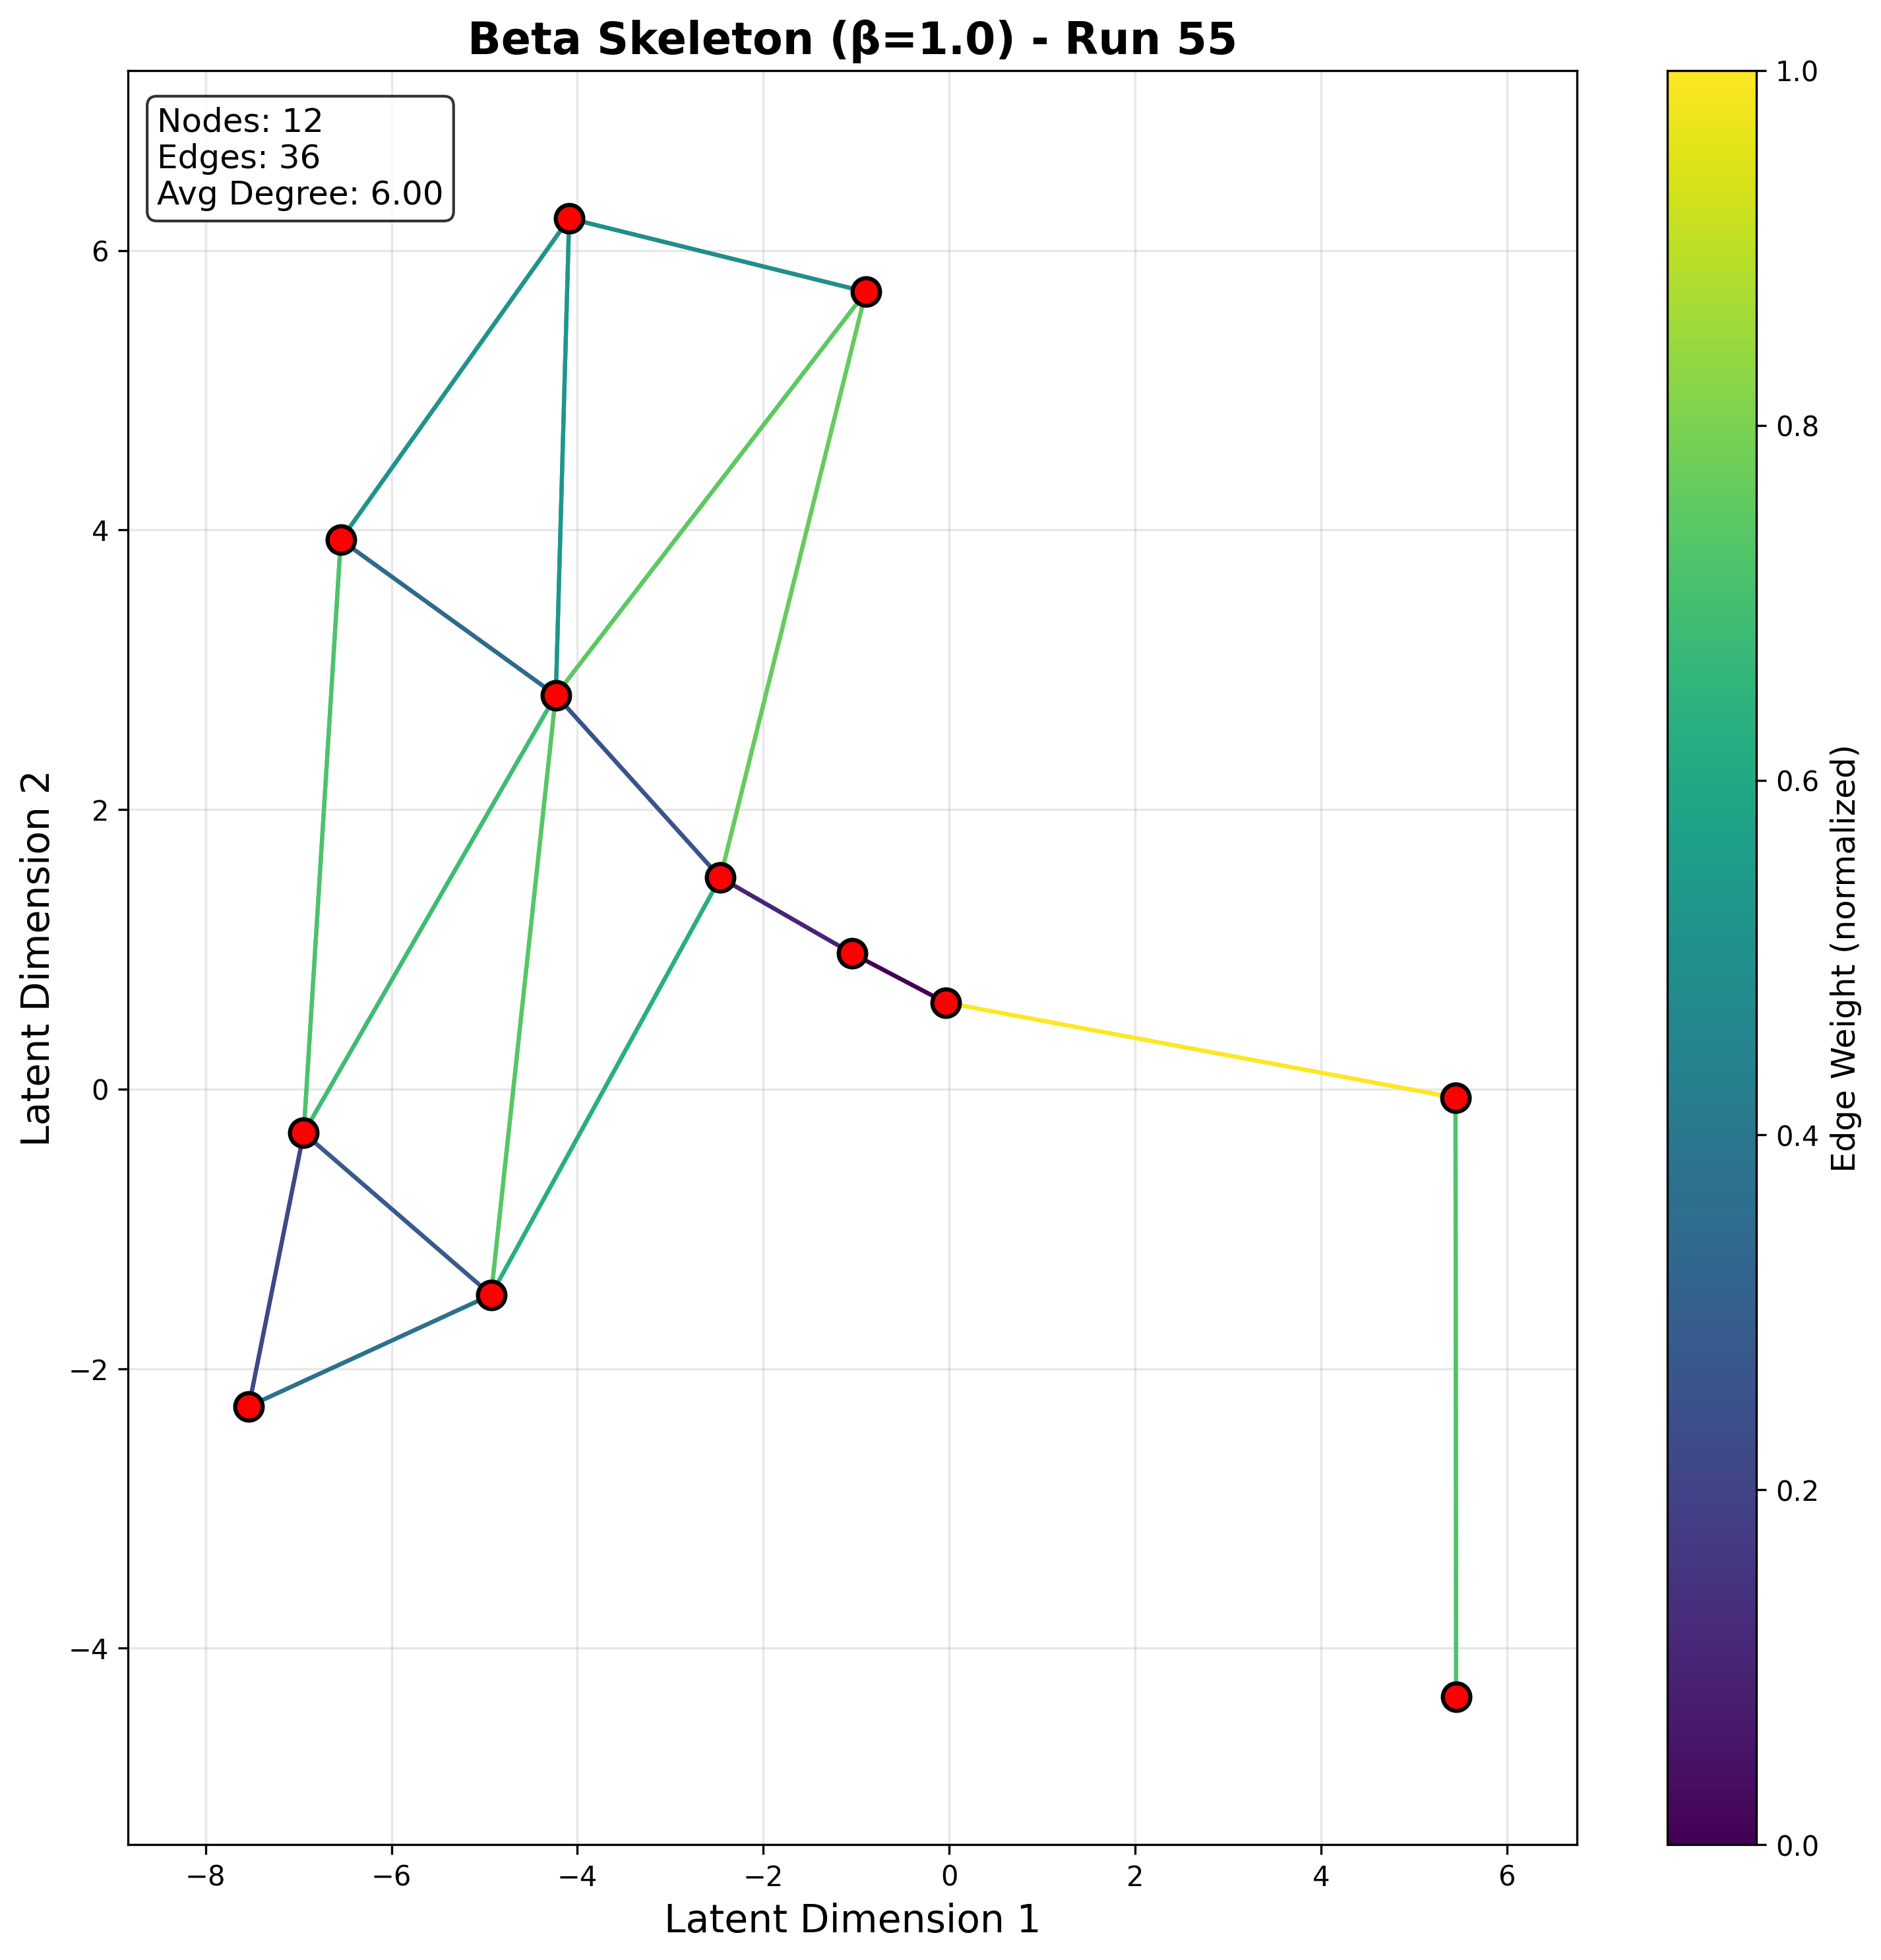 Beta Skeleton (β=1.0) - Run 55
Nodes: 12
Edges: 36
Avg Degree: 6.00
Latent Dimension 2
6
4
2
0
−2
−4
−8
−6
−4
−2
0
2
4
6
Latent Dimension 1
1.0
0.8
0.6
0.4
0.2
0.0
Edge Weight (normalized)